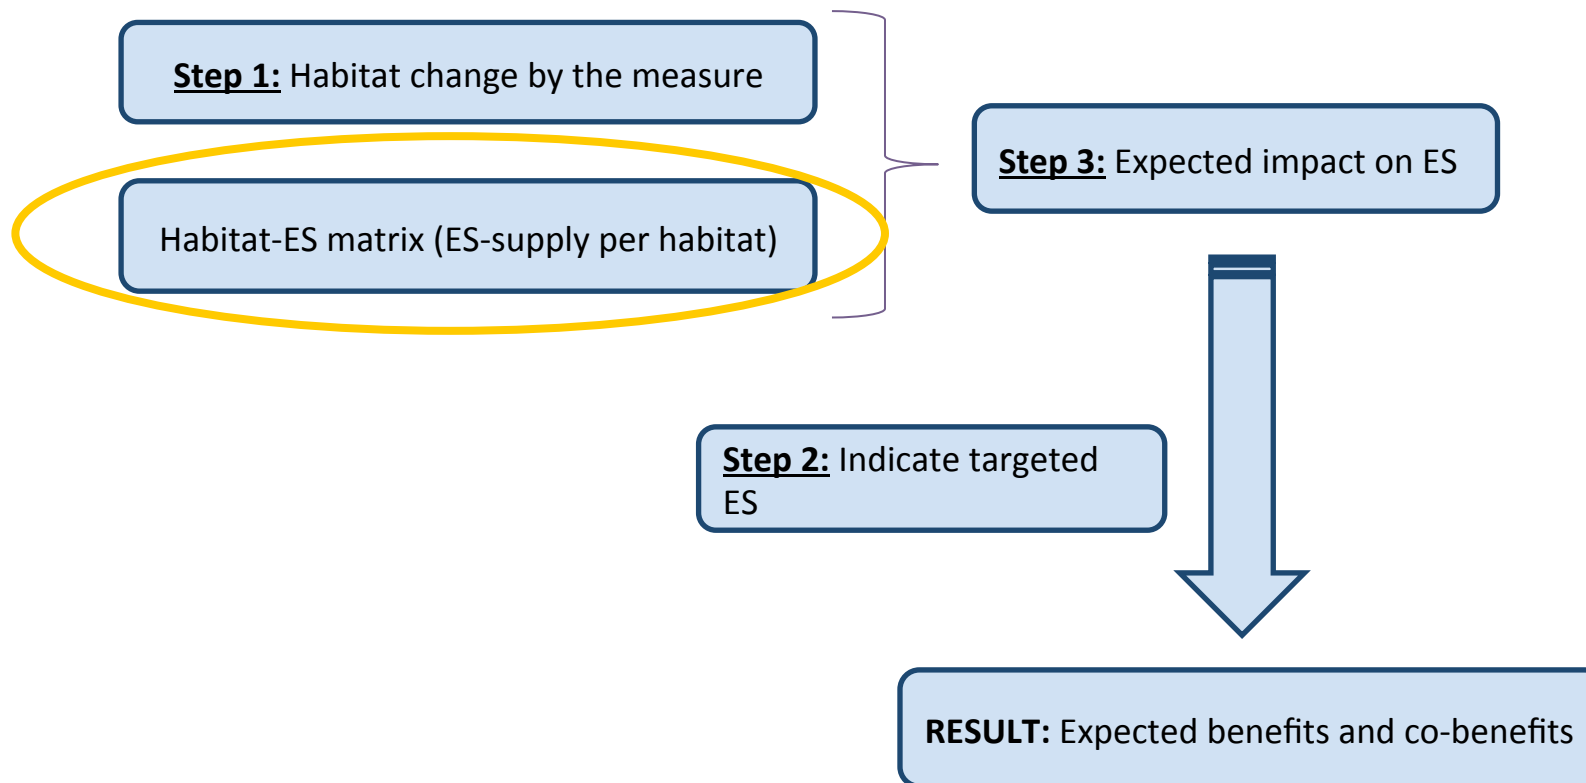 Step 1: Habitat change by the measure
Habitat-ES matrix (ES-supply per habitat)
Step 3: Expected impact on ES
Step 2: Indicate targeted
ES
RESULT: Expected benefits and co-benefits